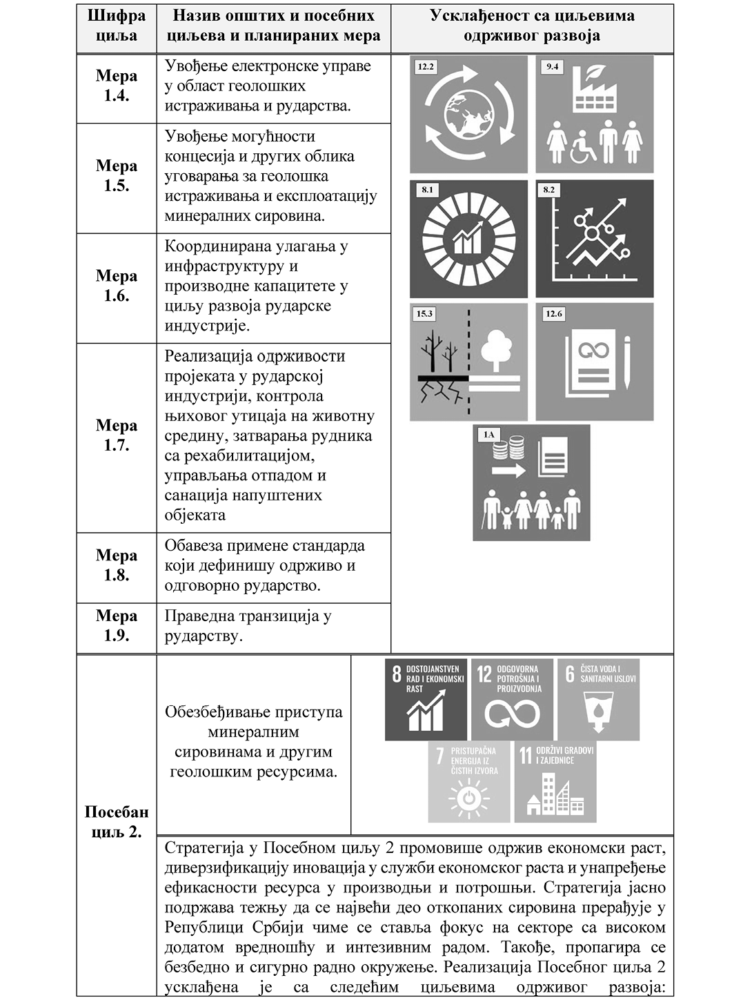 Шифра
циља
Назив општих и посебних
циљева и планираних мера
Усклађеност са циљевима
одрживог развоја
Мера
1.4.
Увођење електронске управе
у област геолошких
истраживања и рударства.
Мера
1.5.
Увођење могућности
концесија и других облика
уговарања за геолошка
истраживања и експлоатацију
минералних сировина.
Мера
1.6.
Координирана улагања у
инфраструктуру и
производне капацитете у
циљу развоја рударске
индустрије.
Мера
1.7.
Реализација одрживости
пројеката у рударској
индустрији, контрола
њиховог утицаја на животну
средину, затварања рудника
са рехабилитацијом,
управљања отпадом и
санација напуштених
објеката
Мера
1.8.
Обавеза примене стандарда
који дефинишу одрживо и
одговорно рударство.
Мера
1.9.
Праведна транзиција у
рударству.
12.2
9.4
8.1
8.2
15.3
12.6
1A
Посебан
циљ 2.
Обезбеђивање приступа
минералним
сировинама и другим
геолошким ресурсима.
8 DOSTOJANSTVEN
RAD I EKONOMSKI
RAST
12 ODGOVORNA
POTROŠNJA I
PROIZVODNJA
6 ČISTA VODA I
SANITARNI USLOVI
7 PRISTUPAČNA
ENERGIJA IZ
ČISTIH IZVORA
11 ODRŽIVI GRADOVI
I ZAJEDNICE
Стратегија у Посебном циљу 2 промовише одржив економски раст,
диверзификацију иновација у служби економског раста и унапређење
ефикасности ресурса у производњи и потрошњи. Стратегија јасно
подржава тежњу да се највећи део откопаних сировина прерађује у
Републици Србији чиме се ставља фокус на секторе са високом
додатом вредношћу и интезивним радом. Такође, пропагира се
безбедно и сигурно радно окружење. Реализација Посебног циља 2
усклађена је са следећим циљевима одрживог развоја: